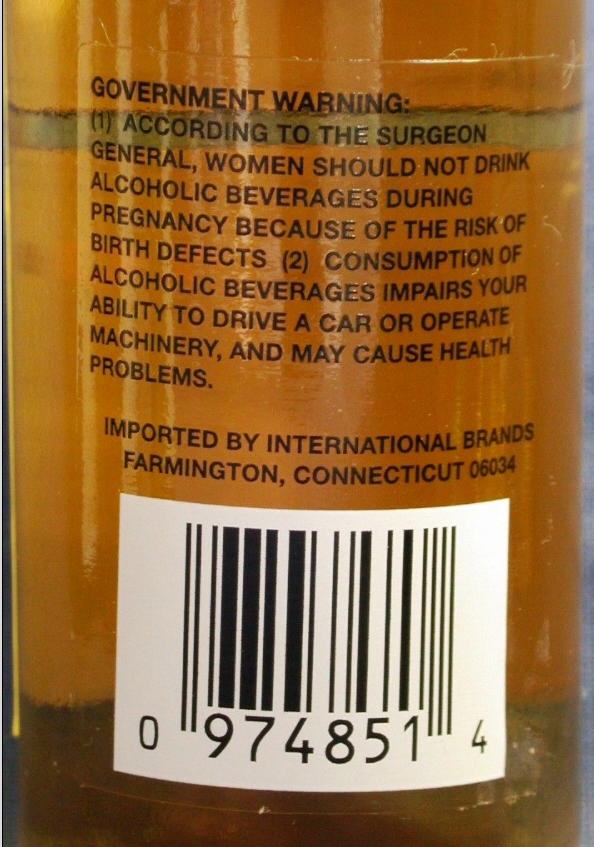 GOVERNMENT WARNING:
(1) ACCORDING TO THE SURGEON
GENERAL, WOMEN SHOULD NOT DRINK
ALCOHOLIC BEVERAGES DURING
PREGNANCY BECAUSE OF THE RISK OF
BIRTH DEFECTS (2) CONSUMPTION OF
ALCOHOLIC BEVERAGES IMPAIRS YOUR
ABILITY TO DRIVE A CAR OR OPERATE
MACHINERY, AND MAY CAUSE HEALTH
PROBLEMS.
IMPORTED BY INTERNATIONAL BRANDS
FARMINGTON, CONNECTICUT 06034
0 974851 4